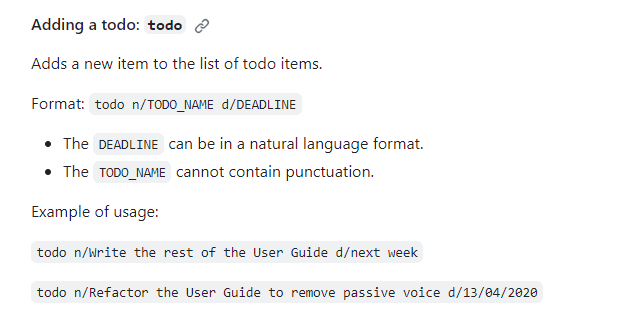 Adding a todo: todo
Adds a new item to the list of todo items.
Format: todo n/TODO_NAME d/DEADLINE
• The DEADLINE can be in a natural language format.
• The TODO_NAME cannot contain punctuation.
Example of usage:
todo n/Write the rest of the User Guide d/next week
todo n/Refactor the User Guide to remove passive voice d/13/04/2020